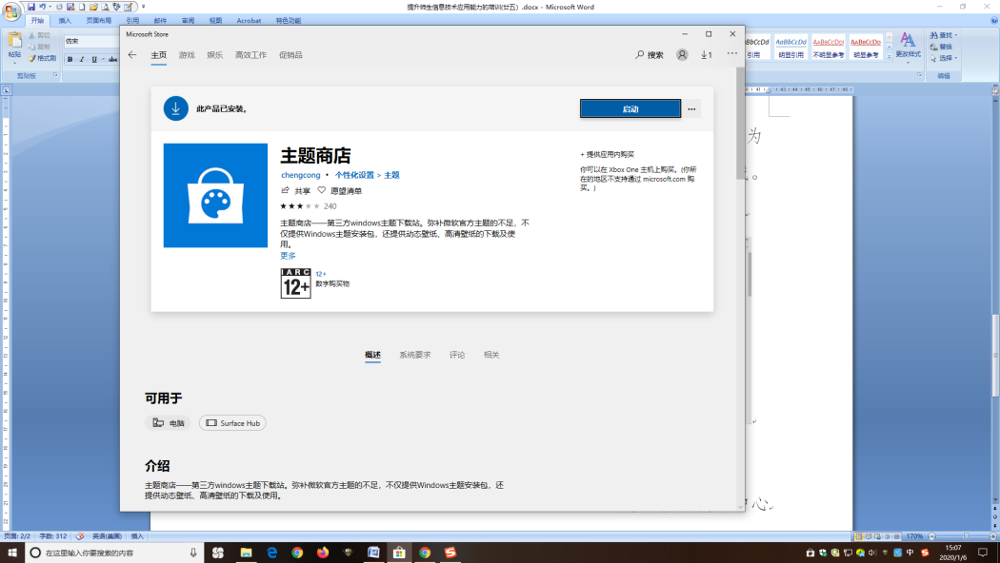 提升师生信息技术应用能力的培训(廿五) .docx - Microsoft Word
开始 插入 页面布局 引用 邮件 审阅 视图 Acrobat 特色功能
粘贴
剪切
复制
格式刷
剪贴板
仿宋
B I U abc
Microsoft Store
主页 游戏 娱乐 高效工作 促销品
搜索
1
此产品已安装。
启动
主题商店
chengcong • 个性化设置 > 主题
共享 愿望清单
240
主题商店——第三方windows主题下载站。弥补微软官方主题的不足，不
仅提供Windows主题安装包，还提供动态壁纸、高清壁纸的下载及使
用。
更多
IARC
12+
12+
数字购买物
+ 提供应用内购买
你可以在 Xbox One 主机上购买。(你所
在的地区不支持通过 microsoft.com 购
买。)
概述 系统要求 评论 相关
可用于
电脑 Surface Hub
介绍
主题商店——第三方windows主题下载站。弥补微软官方主题的不足，不仅提供Windows主题安装包，还
提供动态壁纸、高清壁纸的下载及使用。
BbCcDd AaBbCcDd AaBbCcDd AaBbCcDd
引用 明显引用 不明显参考 明显参考
更改样式
查找
替换
选择
编辑
为
心
页面: 2/2 字数: 312 英语(美国) 插入
170%
在这里输入你要搜索的内容
中
15:07
2020/1/6